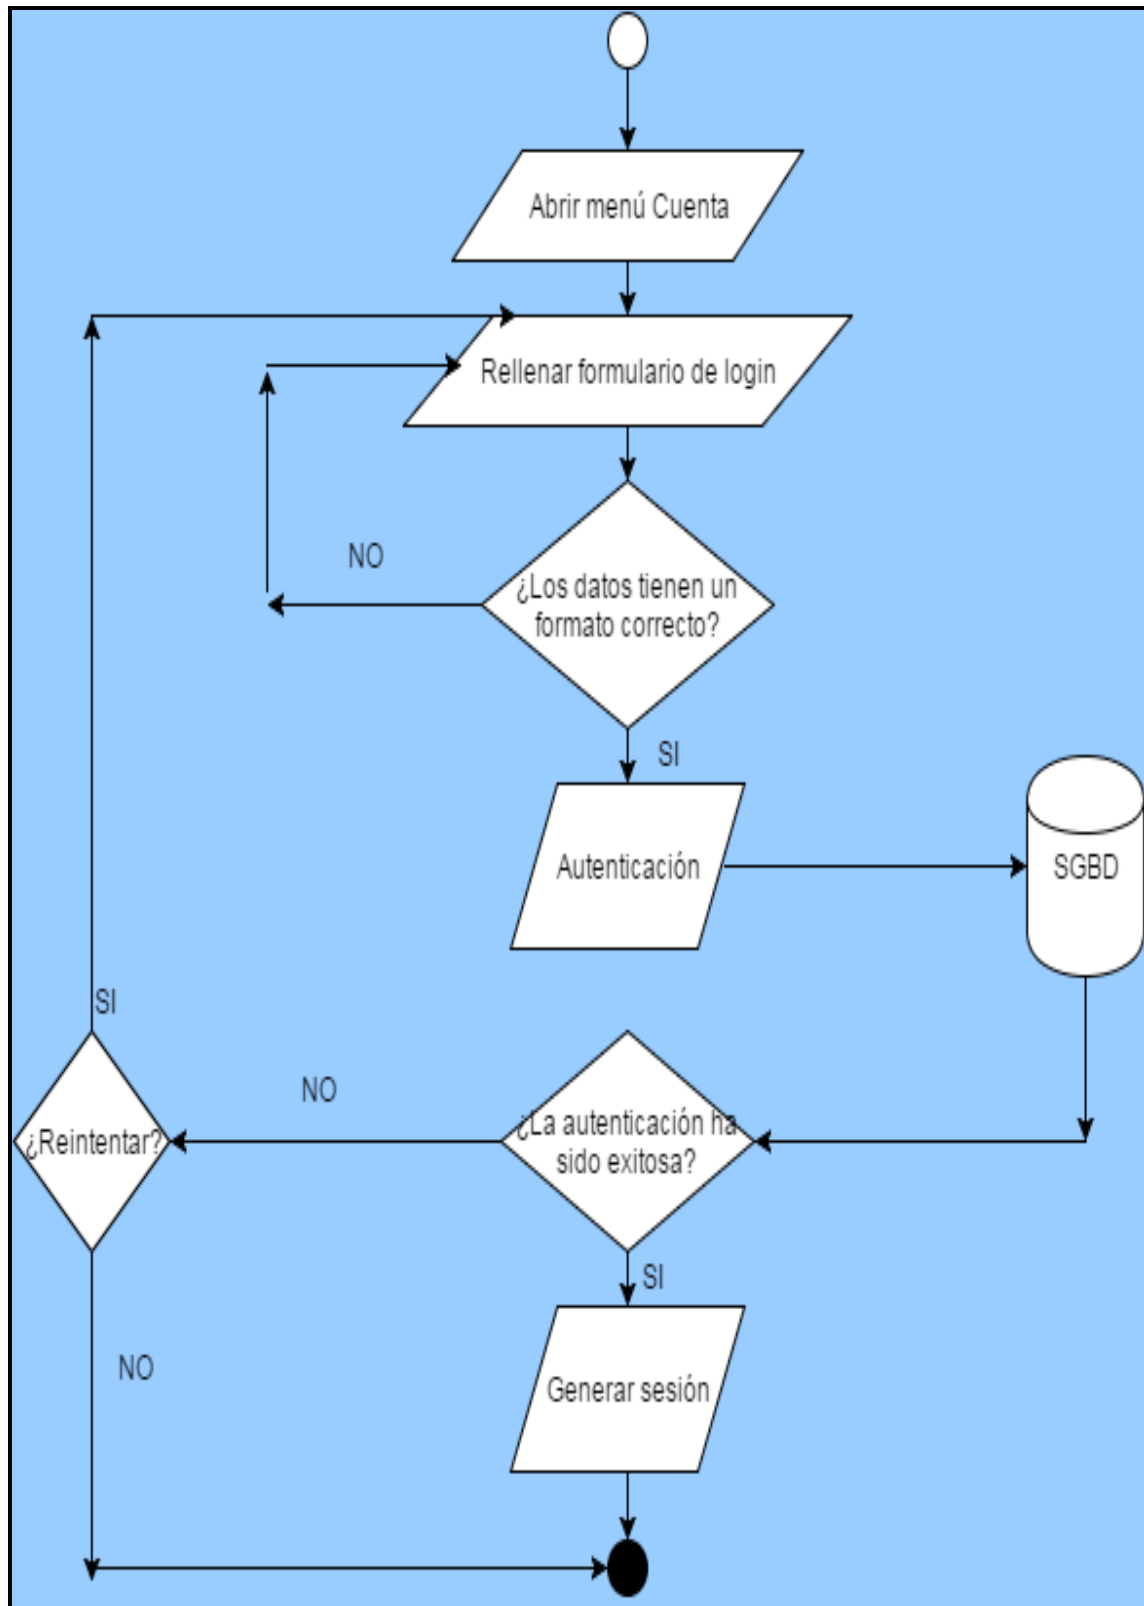 Abrir menú Cuenta
Rellenar formulario de login
NO
¿Los datos tienen un
formato correcto?
SI
Autenticación
SGBD
SI
NO
¿Reintentar?
¿La autenticación ha
sido exitosa?
SI
NO
Generar sesión